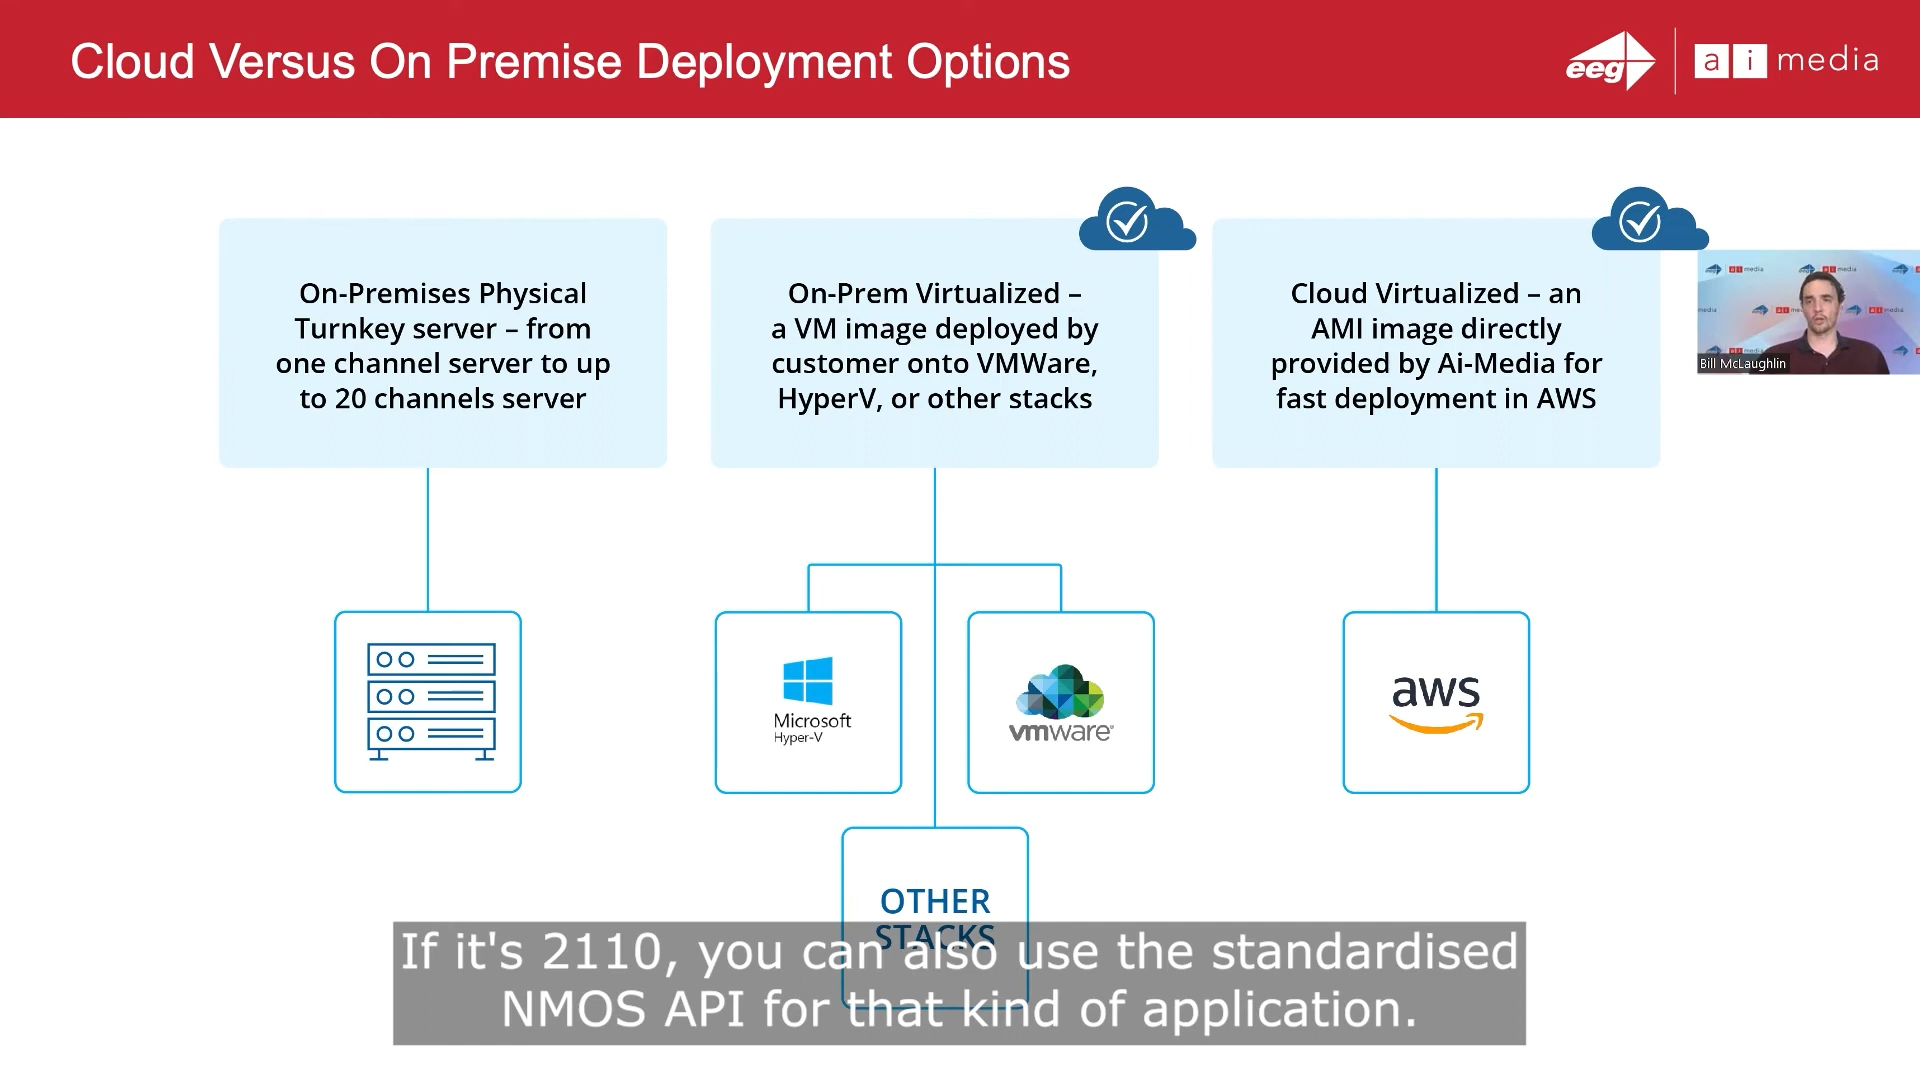 Cloud Versus On Premise Deployment Options
eeg
ai media
On-Premises Physical
Turnkey server – from
one channel server to up
to 20 channels server
On-Prem Virtualized –
a VM image deployed by
customer onto VMWare,
HyperV, or other stacks
Cloud Virtualized – an
AMI image directly
provided by Ai-Media for
fast deployment in AWS
Bill McLaughlin
Microsoft
Hyper-V
vmware
aws
OTHER
STACKS
If it's 2110, you can also use the standardised
NMOS API for that kind of application.